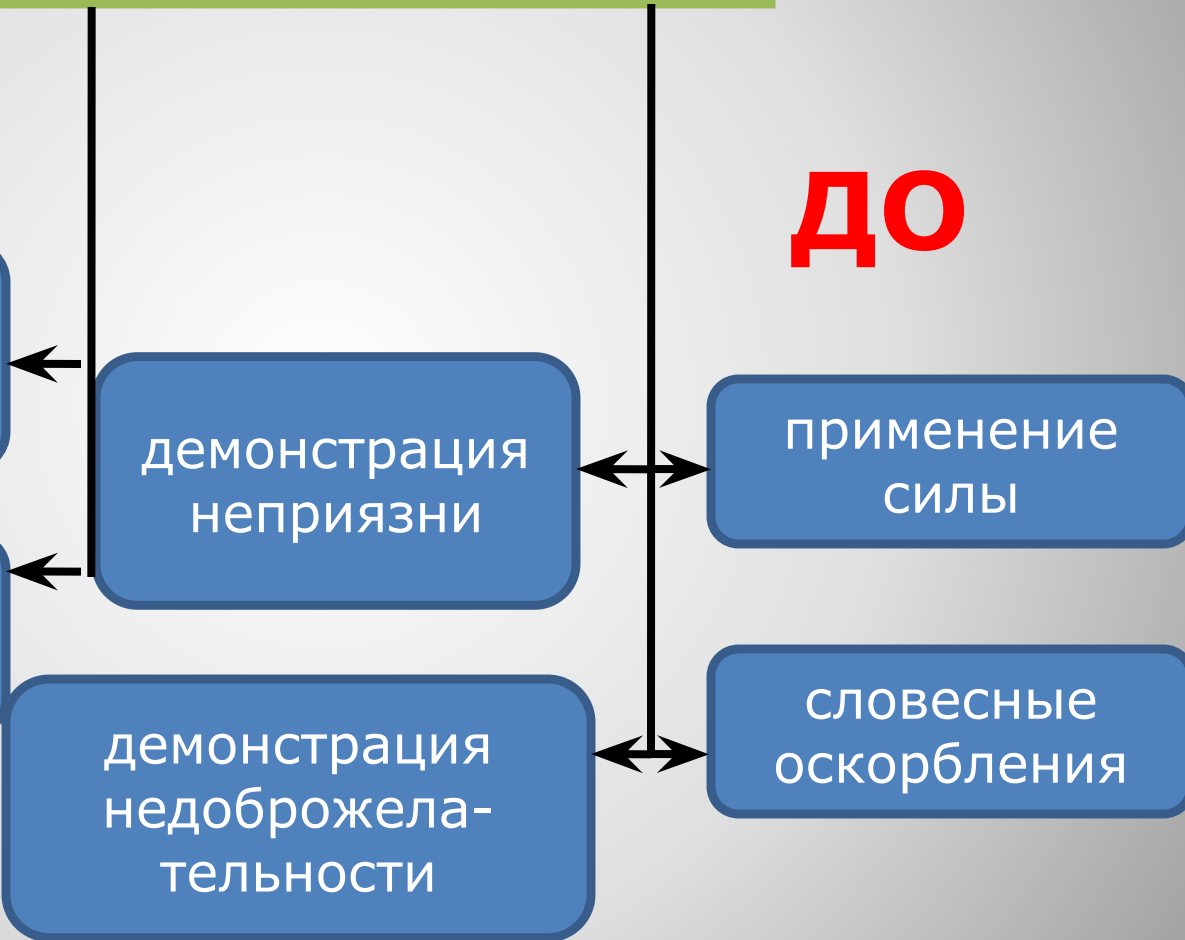 ДО
демонстрация
неприязни
применение
силы
демонстрация
недоброжела-
тельности
словесные
оскорбления